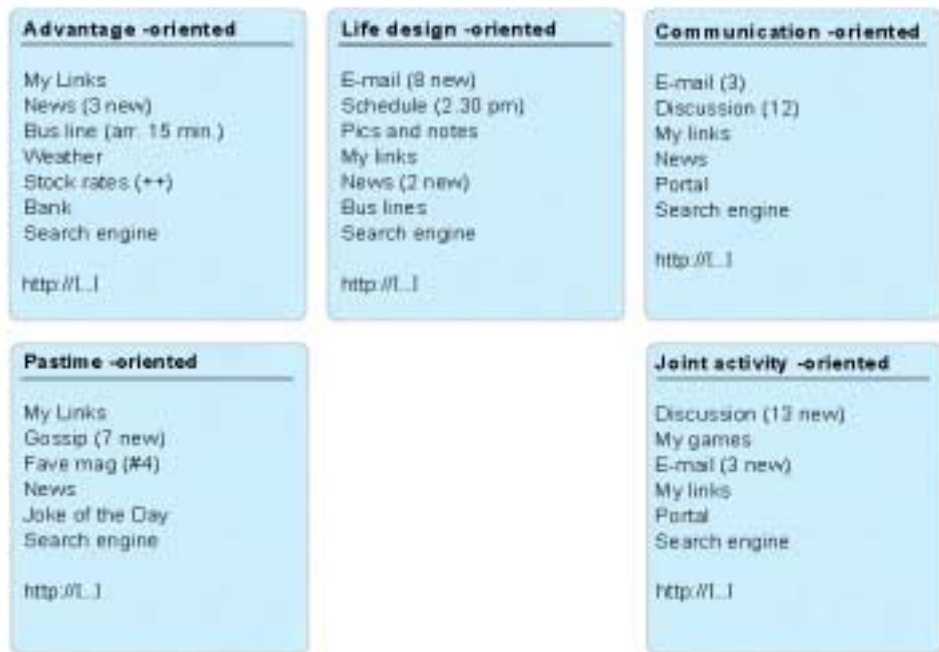 Advantage -oriented
My Links
News (3 new)
Bus line (arr. 15 min.)
Weather
Stock rates (++)
Bank
Search engine
http://[...]
Life design -oriented
E-mail (8 new)
Schedule (2.30 pm)
Pics and notes
My links
News (2 new)
Bus lines
Search engine
http://[...]
Communication -oriented
E-mail (3)
Discussion (12)
My links
News
Portal
Search engine
http://[...]
Pastime -oriented
My Links
Gossip (7 new)
Fave mag (#4)
News
Joke of the Day
Search engine
http://[...]
Joint activity -oriented
Discussion (13 new)
My games
E-mail (3 new)
My links
Portal
Search engine
http://[...]